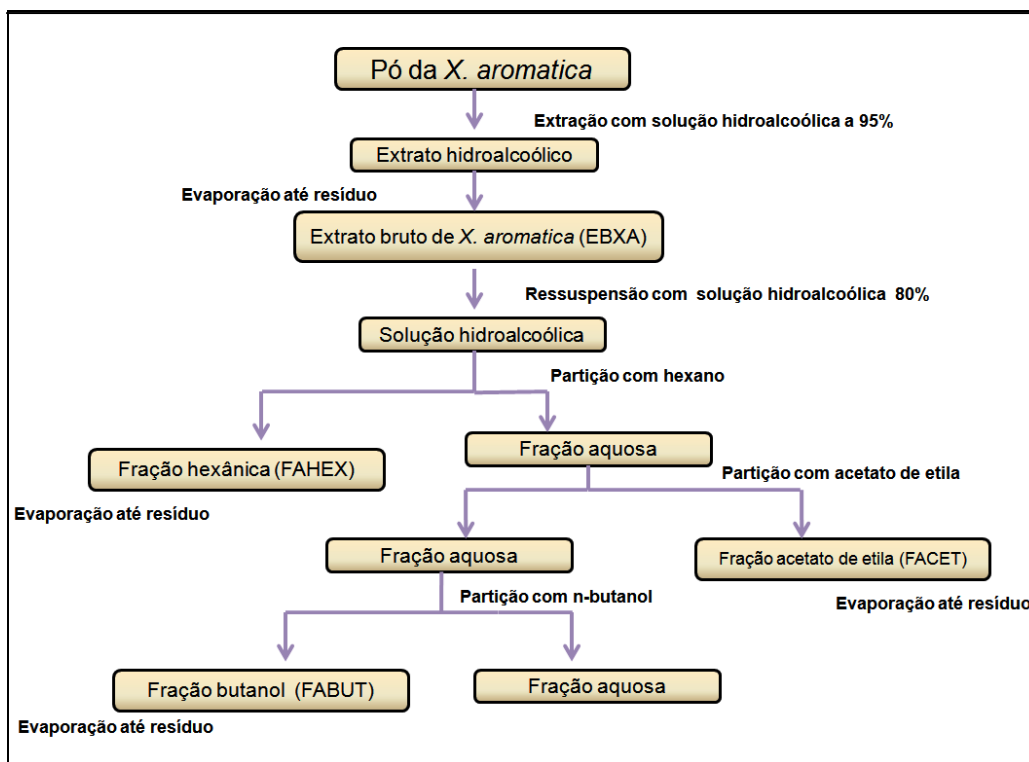 Pó da X. aromatica
Extração com solução hidroalcoólica a 95%
Extrato hidroalcoólico
Evaporação até resíduo
Extrato bruto de X. aromatica (EBXA)
Ressuspensão com solução hidroalcoólica 80%
Solução hidroalcoólica
Partição com hexano
Fração aquosa
Fração hexânica (FAHEX)
Partição com acetato de etila
Evaporação até resíduo
Fração aquosa
Fração acetato de etila (FACET)
Partição com n-butanol
Evaporação até resíduo
Fração butanol (FABUT)
Fração aquosa
Evaporação até resíduo